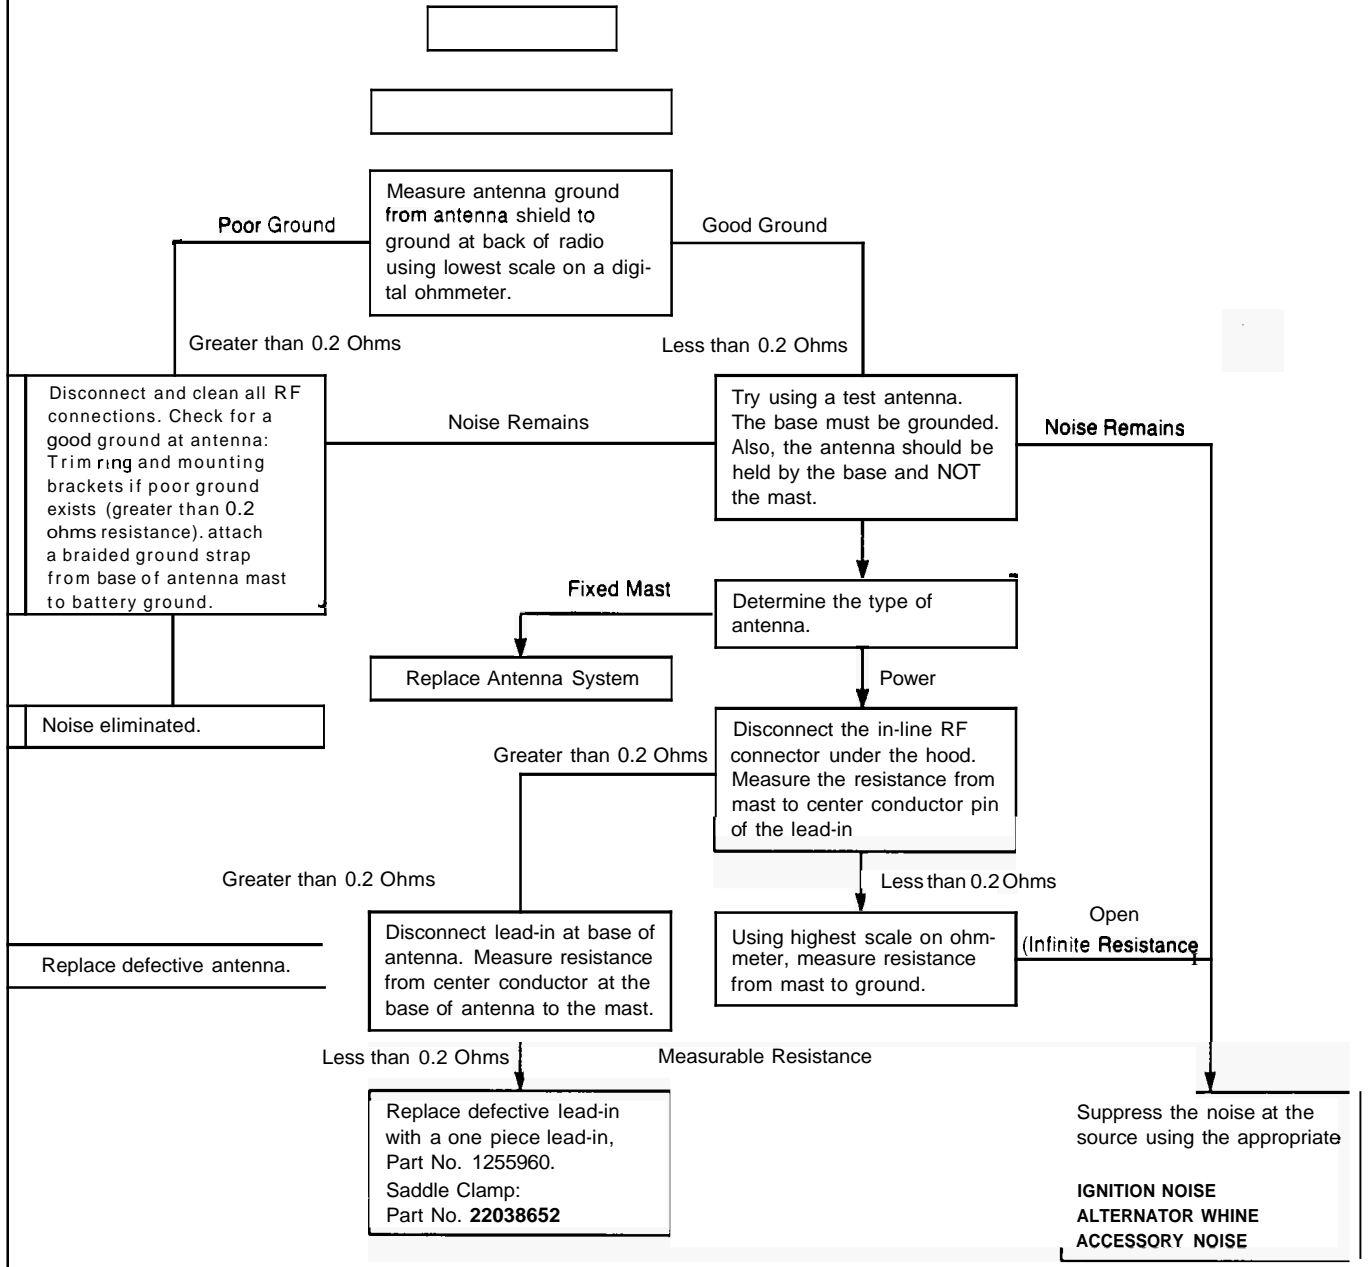 Measure antenna ground
from antenna shield to
ground at back of radio
using lowest scale on a digi-
tal ohmmeter.
Poor Ground
Good Ground
Greater than 0.2 Ohms
Less than 0.2 Ohms
Disconnect and clean all RF
connections. Check for a
good ground at antenna:
Trim ring and mounting
brackets if poor ground
exists (greater than 0.2
ohms resistance). attach
a braided ground strap
from base of antenna mast
to battery ground.
Noise Remains
Try using a test antenna.
The base must be grounded.
Also, the antenna should be
held by the base and NOT
the mast.
Noise Remains
Fixed Mast
Determine the type of
antenna.
Replace Antenna System
Power
Noise eliminated.
Disconnect the in-line RF
connector under the hood.
Measure the resistance from
mast to center conductor pin
of the lead-in
Greater than 0.2 Ohms
Greater than 0.2 Ohms
Less than 0.2 Ohms
Replace defective antenna.
Disconnect lead-in at base of
antenna. Measure resistance
from center conductor at the
base of antenna to the mast.
Using highest scale on ohm-
meter, measure resistance
from mast to ground.
Open
(Infinite Resistance
Less than 0.2 Ohms
Measurable Resistance
Replace defective lead-in
with a one piece lead-in,
Part No. 1255960.
Saddle Clamp:
Part No. 22038652
Suppress the noise at the
source using the appropriate
IGNITION NOISE
ALTERNATOR WHINE
ACCESSORY NOISE